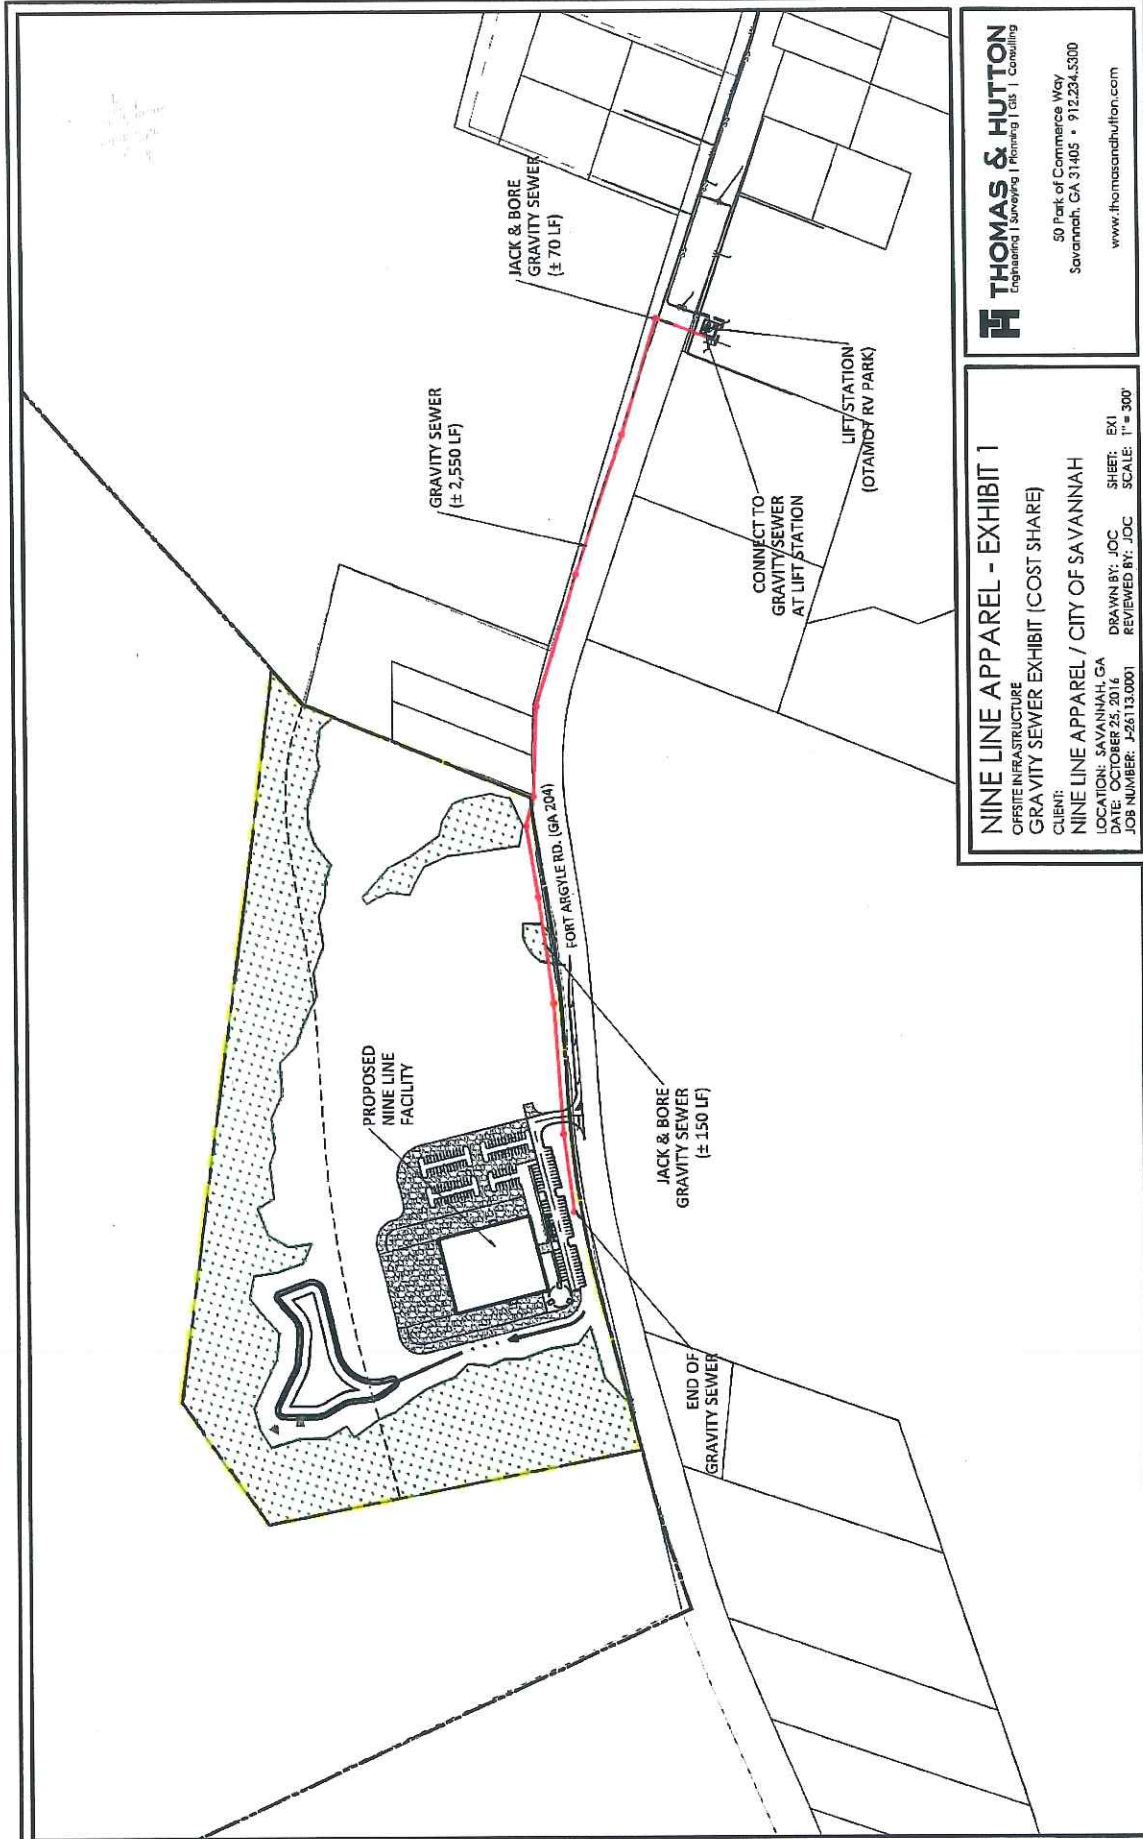 JACK & BORE
GRAVITY SEWER
(± 70 LF)
GRAVITY SEWER
(± 2,550 LF)
LIFT STATION
(OTAMOT RV PARK)
CONNECT TO
GRAVITY SEWER
AT LIFT STATION
FORT ARGYLE RD. (GA 204)
PROPOSED
NINE LINE
FACILITY
JACK & BORE
GRAVITY SEWER
(± 150 LF)
END OF
GRAVITY SEWER
NINE LINE APPAREL - EXHIBIT 1
OFFSITE INFRASTRUCTURE
GRAVITY SEWER EXHIBIT (COST SHARE)
CLIENT:
NINE LINE APPAREL / CITY OF SAVANNAH
LOCATION: SAVANNAH, GA
DATE: OCTOBER 25, 2016 DRAWN BY: JOC SHEET: EX1
JOB NUMBER: J-26113.0001 REVIEWED BY: JOC SCALE: 1" = 300'
THOMAS & HUTTON
Engineering | Surveying | Planning | GIS | Consulting
50 Park of Commerce Way
Savannah, GA 31405 • 912.234.5300
www.thomasandhutton.com